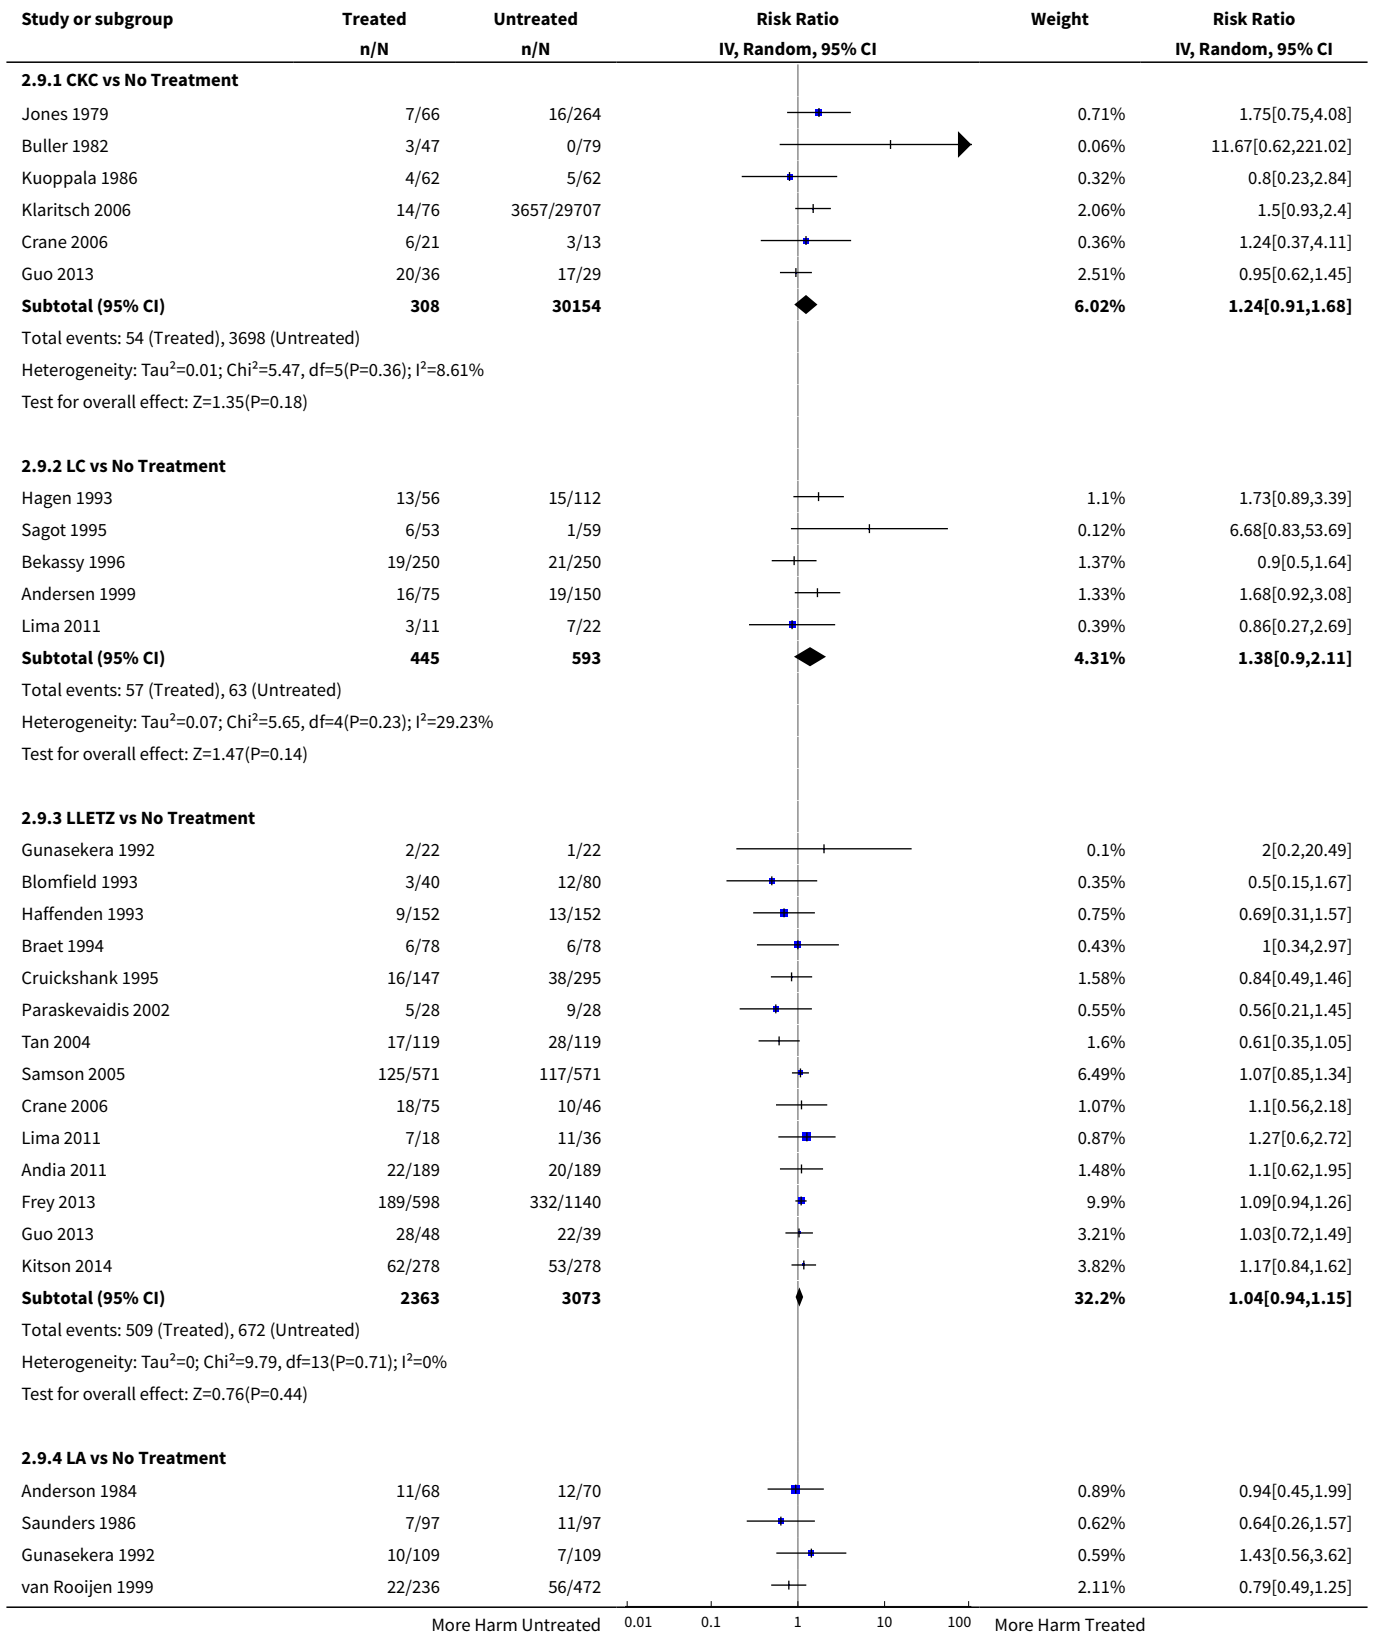 Study or subgroup Treated Untreated Risk Ratio Weight Risk Ratio
n/N n/N IV, Random, 95% CI IV, Random, 95% CI
2.9.1 CKC vs No Treatment
Jones 1979 7/66 16/264 0.71% 1.75[0.75,4.08]
Buller 1982 3/47 0/79 0.06% 11.67[0.62,221.02]
Kuoppala 1986 4/62 5/62 0.32% 0.8[0.23,2.84]
Klaritsch 2006 14/76 3657/29707 2.06% 1.5[0.93,2.4]
Crane 2006 6/21 3/13 0.36% 1.24[0.37,4.11]
Guo 2013 20/36 17/29 2.51% 0.95[0.62,1.45]
Subtotal (95% CI) 308 30154 6.02% 1.24[0.91,1.68]
Total events: 54 (Treated), 3698 (Untreated)
Heterogeneity: Tau²=0.01; Chi²=5.47, df=5(P=0.36); I²=8.61%
Test for overall effect: Z=1.35(P=0.18)
2.9.2 LC vs No Treatment
Hagen 1993 13/56 15/112 1.1% 1.73[0.89,3.39]
Sagot 1995 6/53 1/59 0.12% 6.68[0.83,53.69]
Bekassy 1996 19/250 21/250 1.37% 0.9[0.5,1.64]
Andersen 1999 16/75 19/150 1.33% 1.68[0.92,3.08]
Lima 2011 3/11 7/22 0.39% 0.86[0.27,2.69]
Subtotal (95% CI) 445 593 4.31% 1.38[0.9,2.11]
Total events: 57 (Treated), 63 (Untreated)
Heterogeneity: Tau²=0.07; Chi²=5.65, df=4(P=0.23); I²=29.23%
Test for overall effect: Z=1.47(P=0.14)
2.9.3 LLETZ vs No Treatment
Gunasekera 1992 2/22 1/22 0.1% 2[0.2,20.49]
Blomfield 1993 3/40 12/80 0.35% 0.5[0.15,1.67]
Haffenden 1993 9/152 13/152 0.75% 0.69[0.31,1.57]
Braet 1994 6/78 6/78 0.43% 1[0.34,2.97]
Cruickshank 1995 16/147 38/295 1.58% 0.84[0.49,1.46]
Paraskevaidis 2002 5/28 9/28 0.55% 0.56[0.21,1.45]
Tan 2004 17/119 28/119 1.6% 0.61[0.35,1.05]
Samson 2005 125/571 117/571 6.49% 1.07[0.85,1.34]
Crane 2006 18/75 10/46 1.07% 1.1[0.56,2.18]
Lima 2011 7/18 11/36 0.87% 1.27[0.6,2.72]
Andia 2011 22/189 20/189 1.48% 1.1[0.62,1.95]
Frey 2013 189/598 332/1140 9.9% 1.09[0.94,1.26]
Guo 2013 28/48 22/39 3.21% 1.03[0.72,1.49]
Kitson 2014 62/278 53/278 3.82% 1.17[0.84,1.62]
Subtotal (95% CI) 2363 3073 32.2% 1.04[0.94,1.15]
Total events: 509 (Treated), 672 (Untreated)
Heterogeneity: Tau²=0; Chi²=9.79, df=13(P=0.71); I²=0%
Test for overall effect: Z=0.76(P=0.44)
2.9.4 LA vs No Treatment
Anderson 1984 11/68 12/70 0.89% 0.94[0.45,1.99]
Saunders 1986 7/97 11/97 0.62% 0.64[0.26,1.57]
Gunasekera 1992 10/109 7/109 0.59% 1.43[0.56,3.62]
van Rooijen 1999 22/236 56/472 2.11% 0.79[0.49,1.25]
More Harm Untreated 0.01 0.1 1 10 100 More Harm Treated